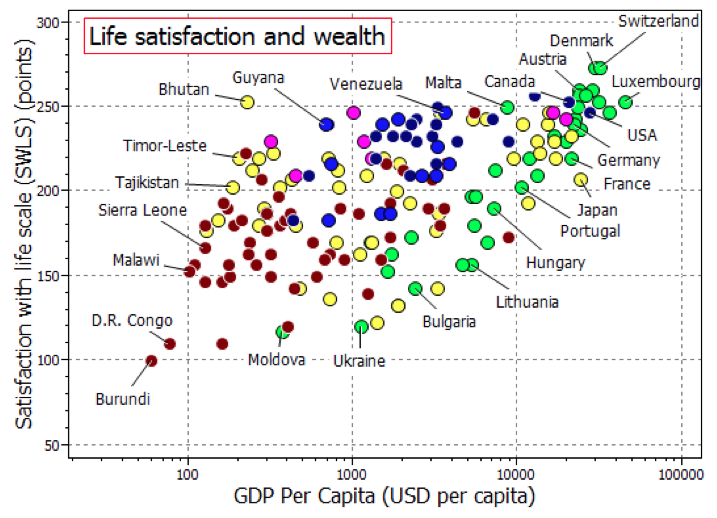 Life satisfaction and wealth
Satisfaction with life scale (SWLS) (points)
300
250
200
150
100
50
100
1000
10000
100000
GDP Per Capita (USD per capita)
Switzerland
Denmark
Austria
Luxembourg
Canada
Malta
Venezuela
Guyana
Bhutan
USA
Timor-Leste
Germany
France
Tajikistan
Japan
Portugal
Sierra Leone
Hungary
Malawi
Lithuania
Bulgaria
D.R. Congo
Moldova
Ukraine
Burundi